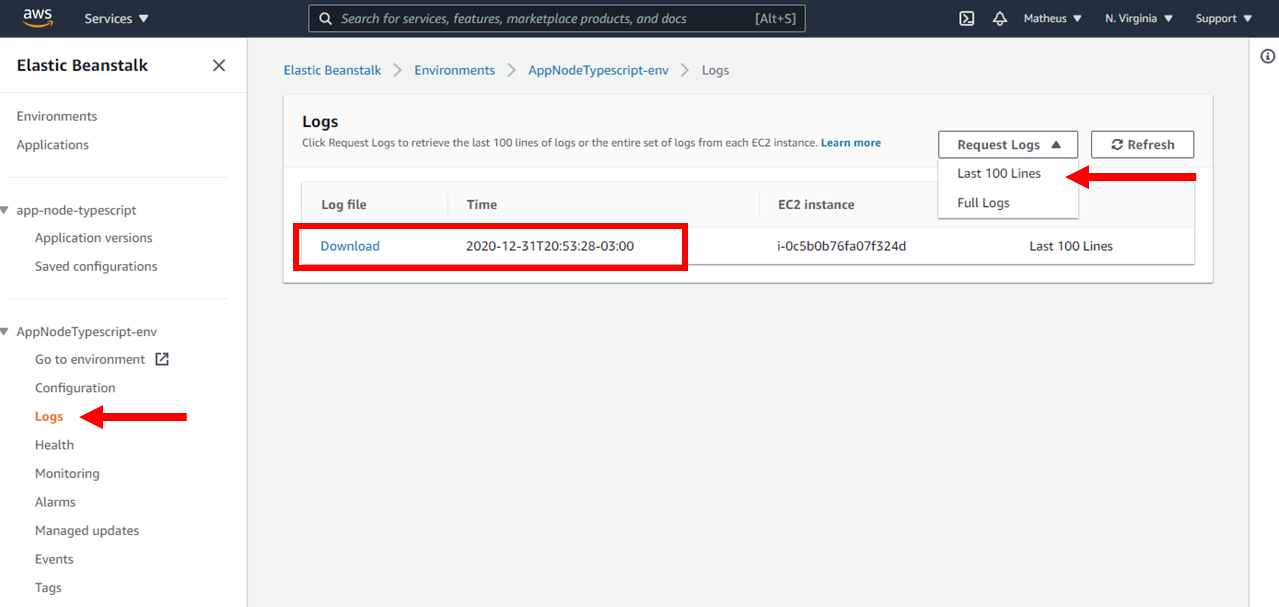 aws Services Search for services, features, marketplace products, and docs [Alt+S] Matheus N. Virginia Support
Elastic Beanstalk
Environments
Applications
app-node-typescript
Application versions
Saved configurations
AppNodeTypescript-env
Go to environment
Configuration
Logs
Health
Monitoring
Alarms
Managed updates
Events
Tags
Elastic Beanstalk Environments AppNodeTypescript-env Logs
Logs
Click Request Logs to retrieve the last 100 lines of logs or the entire set of logs from each EC2 instance. Learn more
Request Logs Refresh
Last 100 Lines
Full Logs
Log file Time EC2 instance
Download 2020-12-31T20:53:28-03:00 i-0c5b0b76fa07f324d Last 100 Lines